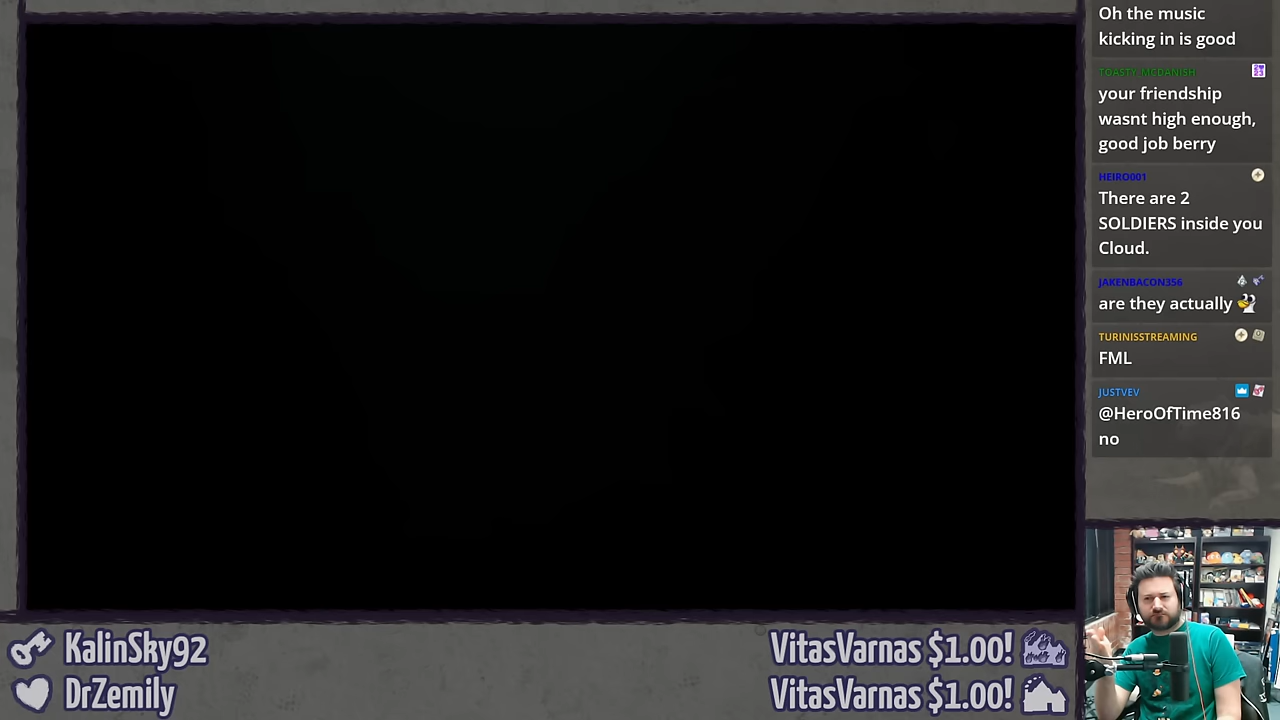 Oh the music
kicking in is good
TOASTY_MCDANISH
your friendship
wasnt high enough,
good job berry
HEIRO001
There are 2
SOLDIERS inside you
Cloud.
JAKENBACON356
are they actually
TURINISSTREAMING
FML
JUSTVEV
@HeroOfTime816
no
KalinSky92
DrZemily
VitasVarnas $1.00!
VitasVarnas $1.00!